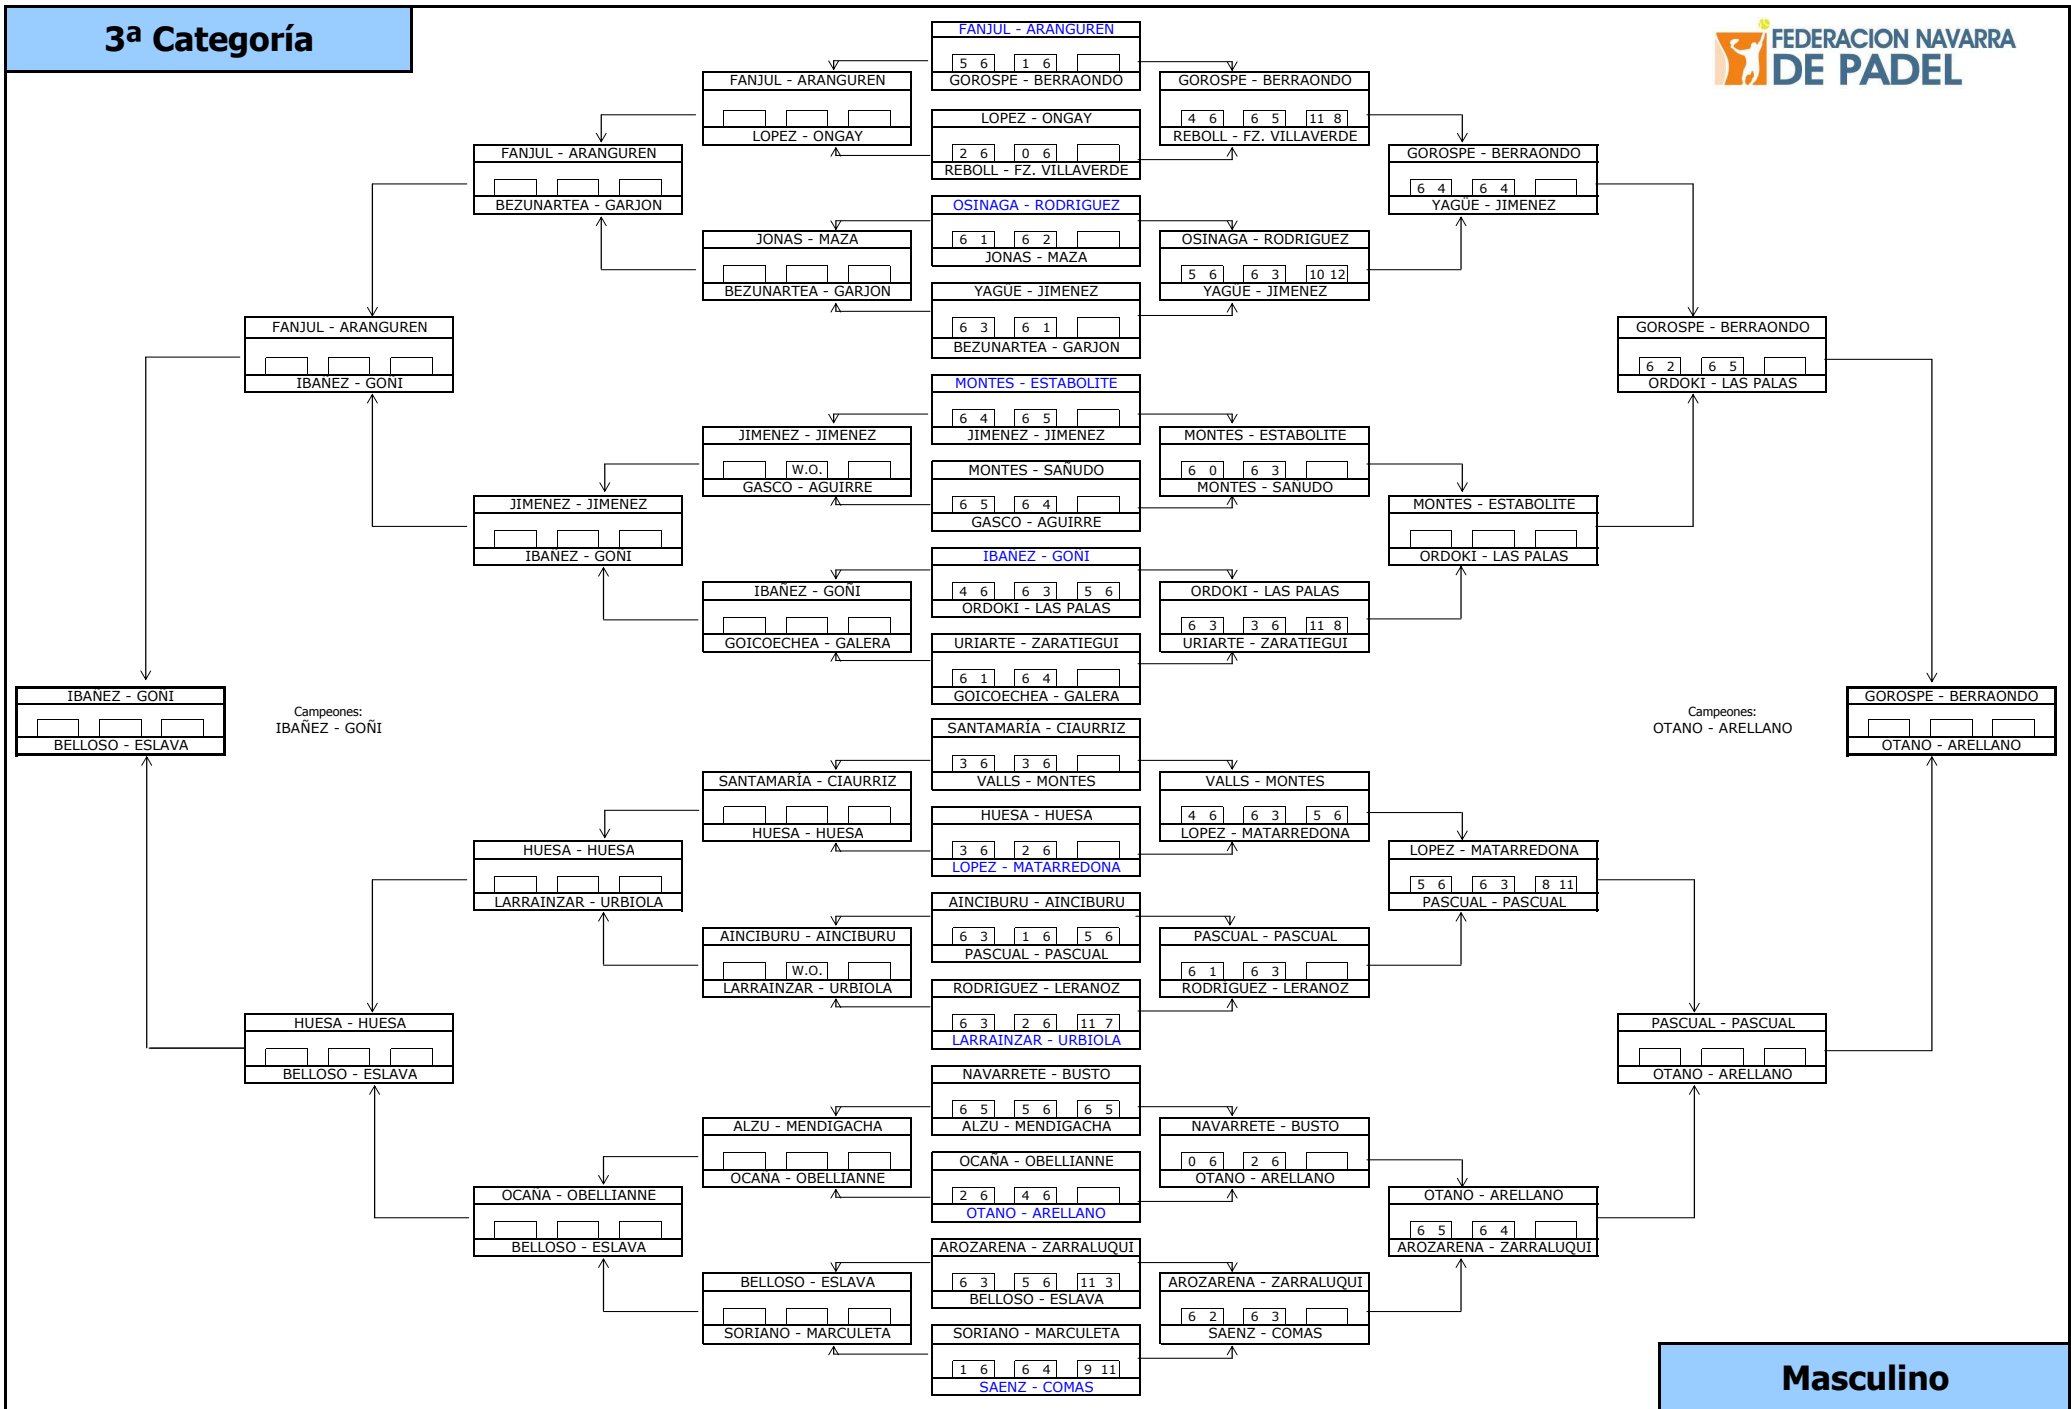 3ª Categoría
FEDERACION NAVARRA
DE PADEL
FANJUL - ARANGUREN
5 6 1 6
GOROSPE - BERRAONDO
LOPEZ - ONGAY
2 6 0 6
REBOLL - FZ. VILLAVERDE
OSINAGA - RODRIGUEZ
6 1 6 2
JONAS - MAZA
YAGÜE - JIMENEZ
6 3 6 1
BEZUNARTEA - GARJON
MONTES - ESTABOLITE
6 4 6 5
JIMENEZ - JIMENEZ
MONTES - SAÑUDO
6 5 6 4
GASCO - AGUIRRE
IBAÑEZ - GOÑI
4 6 6 3 5 6
ORDOKI - LAS PALAS
URIARTE - ZARATIEGUI
6 1 6 4
GOICOECHEA - GALERA
SANTAMARÍA - CIAURRIZ
3 6 3 6
VALLS - MONTES
HUESA - HUESA
3 6 2 6
LOPEZ - MATARREDONA
AINCIBURU - AINCIBURU
6 3 1 6 5 6
PASCUAL - PASCUAL
RODRÍGUEZ - LERANOZ
6 3 2 6 11 7
LARRAINZAR - URBIOLA
NAVARRETE - BUSTO
6 5 5 6 6 5
ALZU - MENDIGACHA
OCAÑA - OBELLIANNE
2 6 4 6
OTANO - ARELLANO
AROZARENA - ZARRALUQUI
6 3 5 6 11 3
BELLOSO - ESLAVA
SORIANO - MARCULETA
1 6 6 4 9 11
SAENZ - COMAS
FANJUL - ARANGUREN
LOPEZ - ONGAY
JONAS - MAZA
BEZUNARTEA - GARJON
JIMENEZ - JIMENEZ
W.O.
GASCO - AGUIRRE
IBAÑEZ - GOÑI
GOICOECHEA - GALERA
SANTAMARÍA - CIAURRIZ
HUESA - HUESA
AINCIBURU - AINCIBURU
W.O.
LARRAINZAR - URBIOLA
ALZU - MENDIGACHA
OCAÑA - OBELLIANNE
BELLOSO - ESLAVA
SORIANO - MARCULETA
FANJUL - ARANGUREN
BEZUNARTEA - GARJON
JIMENEZ - JIMENEZ
IBAÑEZ - GOÑI
HUESA - HUESA
LARRAINZAR - URBIOLA
OCAÑA - OBELLIANNE
BELLOSO - ESLAVA
FANJUL - ARANGUREN
IBAÑEZ - GOÑI
HUESA - HUESA
BELLOSO - ESLAVA
IBAÑEZ - GOÑI
BELLOSO - ESLAVA
Campeones:
IBAÑEZ - GOÑI
GOROSPE - BERRAONDO
4 6 6 5 11 8
REBOLL - FZ. VILLAVERDE
OSINAGA - RODRIGUEZ
5 6 6 3 10 12
YAGÜE - JIMENEZ
MONTES - ESTABOLITE
6 0 6 3
MONTES - SAÑUDO
ORDOKI - LAS PALAS
6 3 3 6 11 8
URIARTE - ZARATIEGUI
VALLS - MONTES
4 6 6 3 5 6
LOPEZ - MATARREDONA
PASCUAL - PASCUAL
6 1 6 3
RODRÍGUEZ - LERANOZ
NAVARRETE - BUSTO
0 6 2 6
OTANO - ARELLANO
AROZARENA - ZARRALUQUI
6 2 6 3
SAENZ - COMAS
GOROSPE - BERRAONDO
6 4 6 4
YAGÜE - JIMENEZ
MONTES - ESTABOLITE
ORDOKI - LAS PALAS
LOPEZ - MATARREDONA
5 6 6 3 8 11
PASCUAL - PASCUAL
OTANO - ARELLANO
6 5 6 4
AROZARENA - ZARRALUQUI
GOROSPE - BERRAONDO
6 2 6 5
ORDOKI - LAS PALAS
PASCUAL - PASCUAL
OTANO - ARELLANO
Campeones:
OTANO - ARELLANO
GOROSPE - BERRAONDO
OTANO - ARELLANO
Masculino